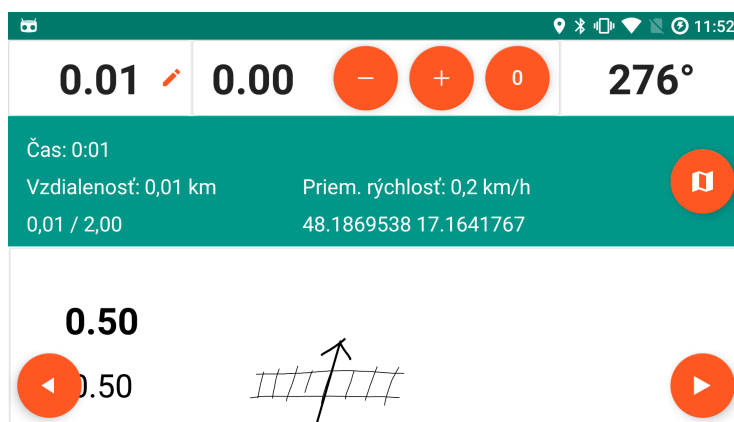 11:52
0.01 0.00 − + 0 276°
Čas: 0:01
Vzdialenosť: 0,01 km Priem. rýchlosť: 0,2 km/h
0,01 / 2,00 48.1869538 17.1641767
0.50
0.50